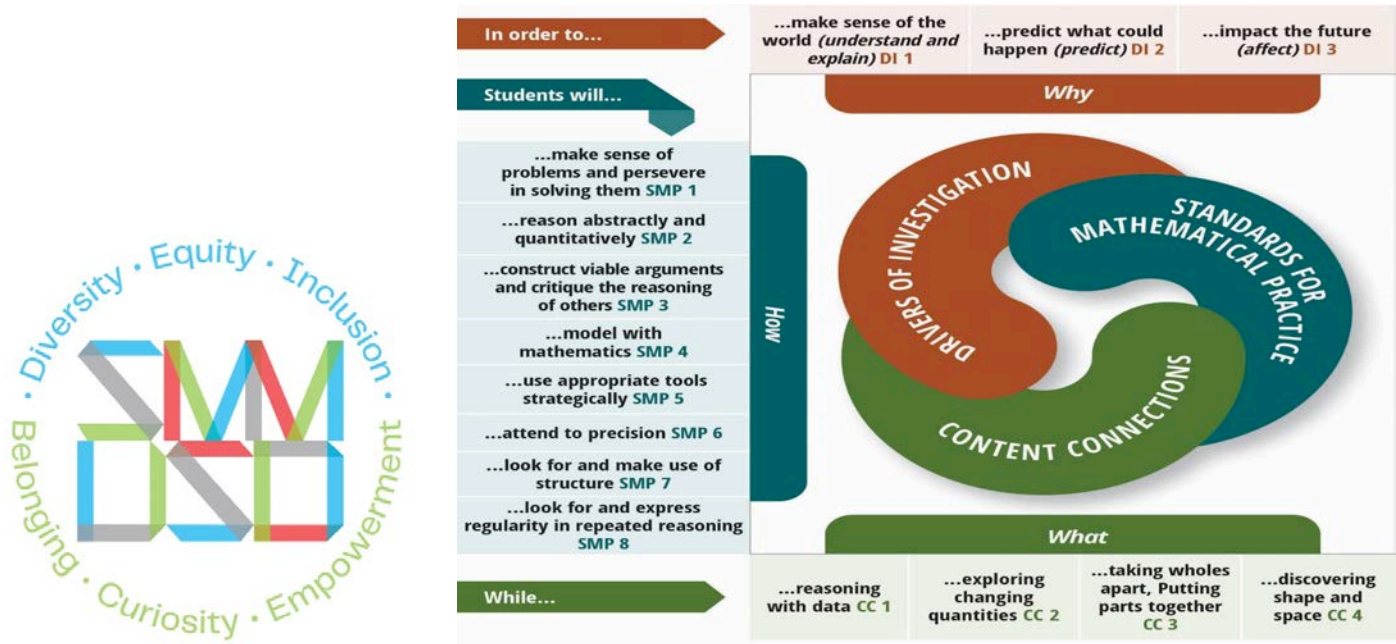 · Diversity · Equity · Inclusion ·
SMM
DSD
Belonging · Curiosity · Empowerment
In order to...
...make sense of the
world (understand and
explain) DI 1
...predict what could
happen (predict) DI 2
...impact the future
(affect) DI 3
Students will...
Why
...make sense of
problems and persevere
in solving them SMP 1
...reason abstractly and
quantitatively SMP 2
...construct viable arguments
and critique the reasoning
of others SMP 3
...model with
mathematics SMP 4
...use appropriate tools
strategically SMP 5
...attend to precision SMP 6
...look for and make use of
structure SMP 7
...look for and express
regularity in repeated reasoning
SMP 8
How
DRIVERS OF INVESTIGATION
STANDARDS FOR
MATHEMATICAL PRACTICE
CONTENT CONNECTIONS
What
While...
...reasoning
with data CC 1
...exploring
changing
quantities CC 2
...taking wholes
apart, Putting
parts together
CC 3
...discovering
shape and
space CC 4